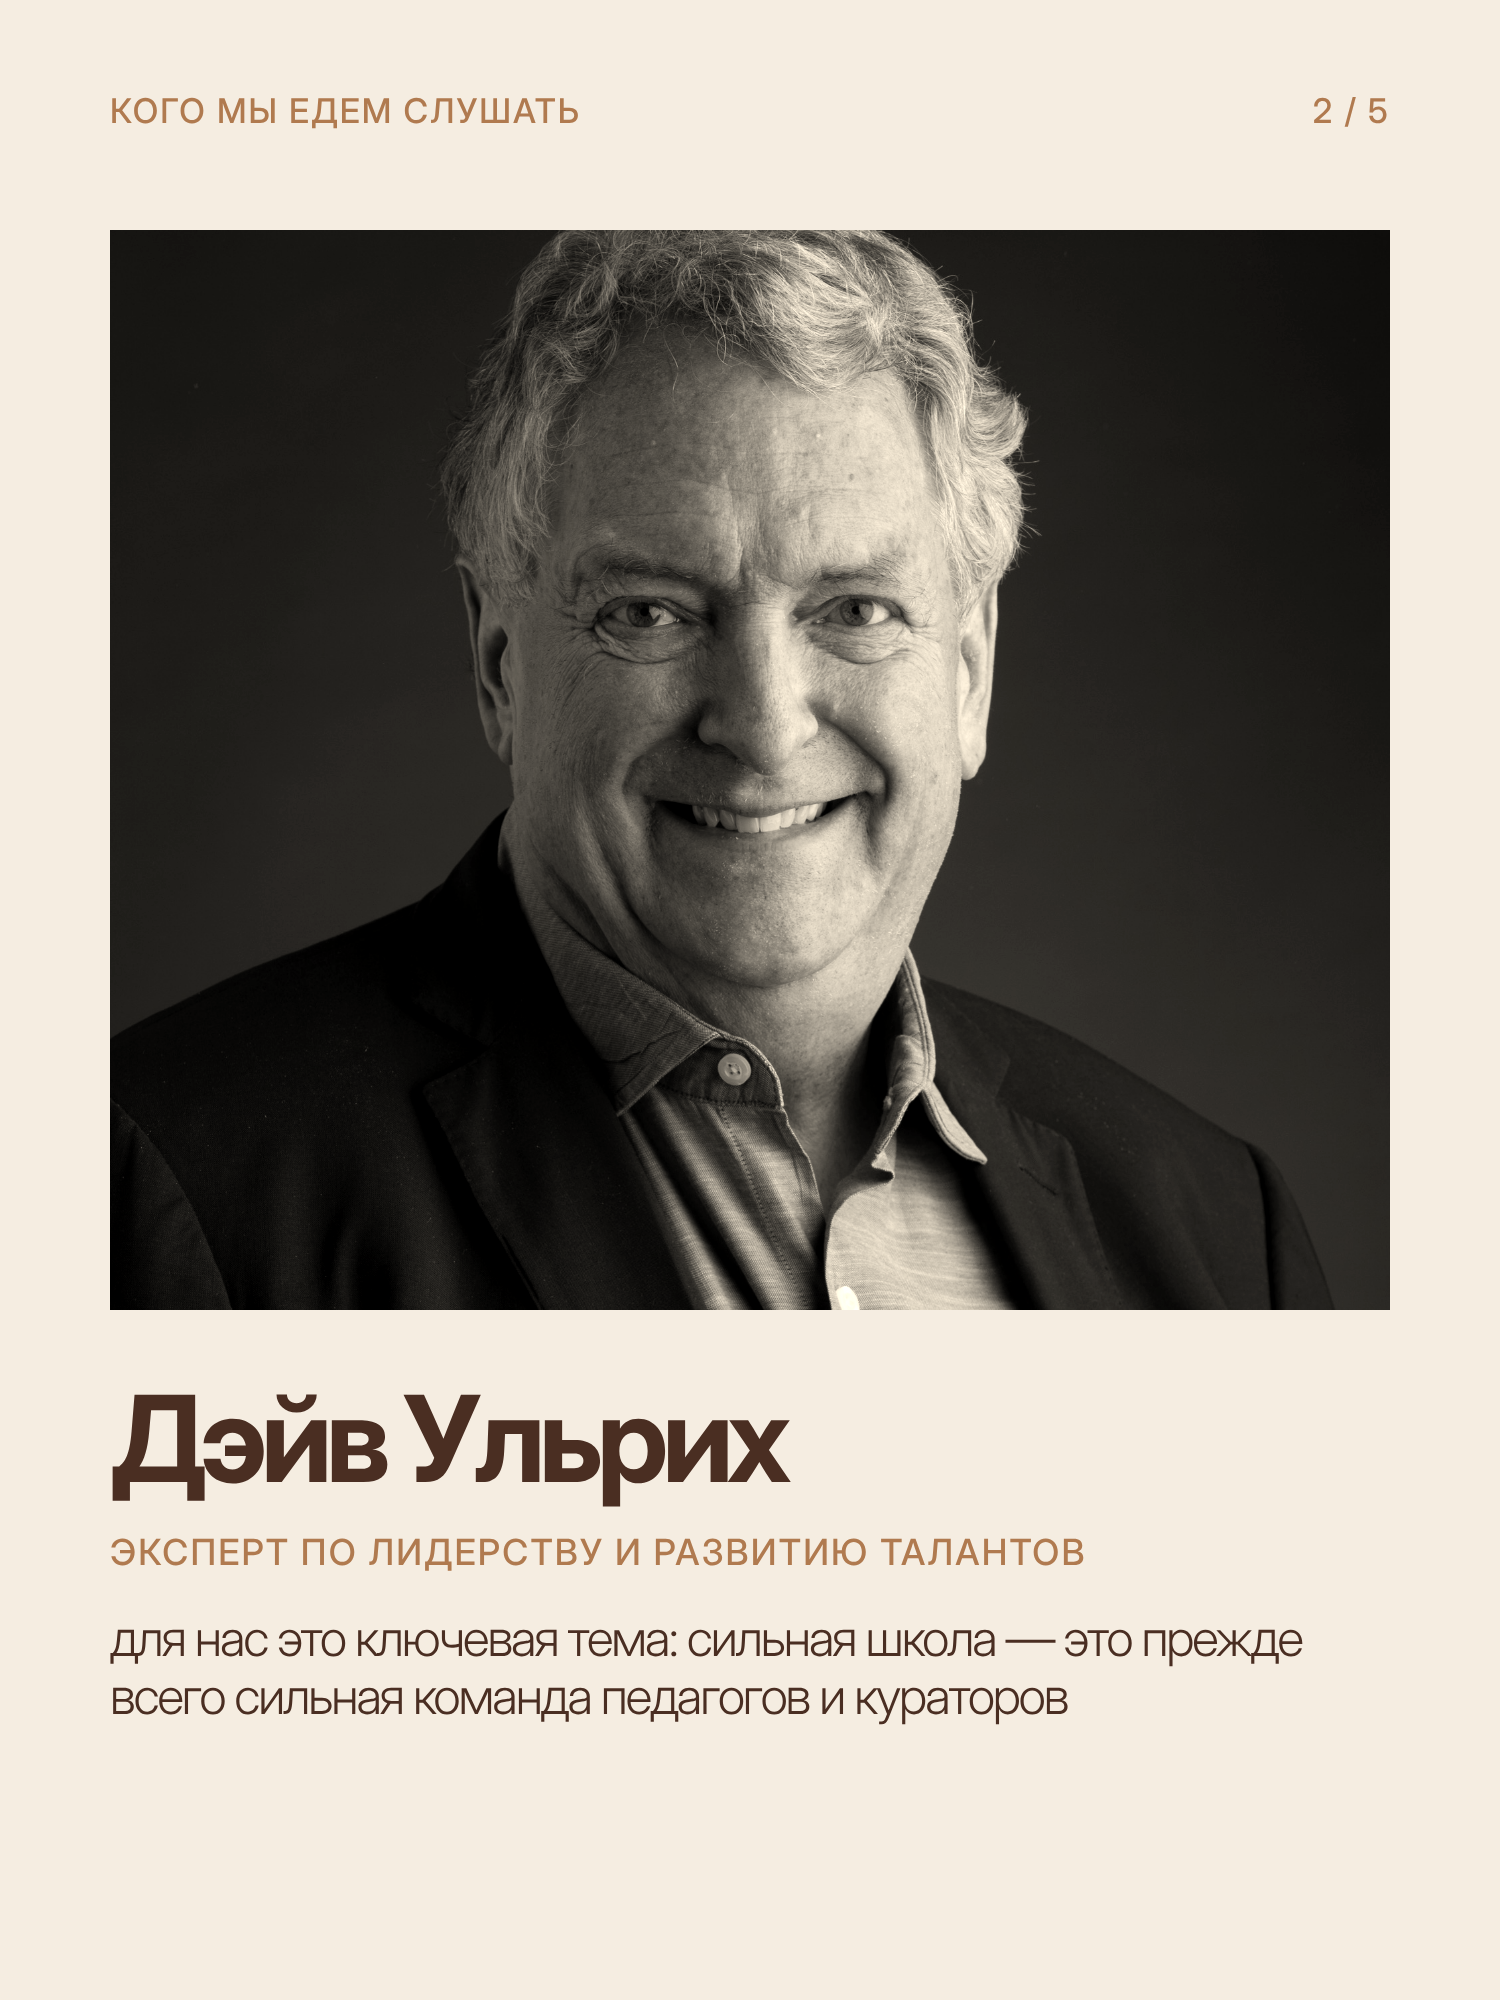 КОГО МЫ ЕДЕМ СЛУШАТЬ
2 / 5
Дэйв Ульрих
ЭКСПЕРТ ПО ЛИДЕРСТВУ И РАЗВИТИЮ ТАЛАНТОВ
для нас это ключевая тема: сильная школа — это прежде
всего сильная команда педагогов и кураторов